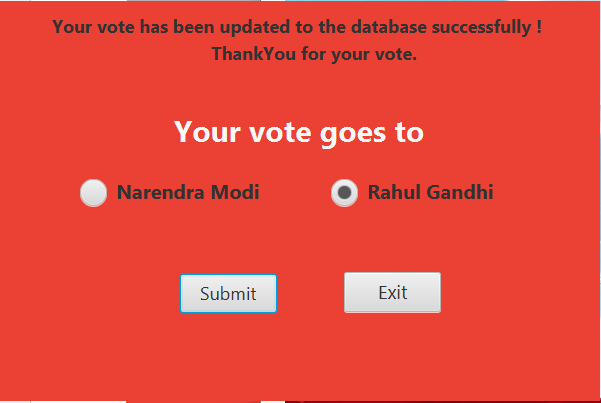 Your vote has been updated to the database successfully !
ThankYou for your vote.
Your vote goes to
Narendra Modi Rahul Gandhi
Submit Exit